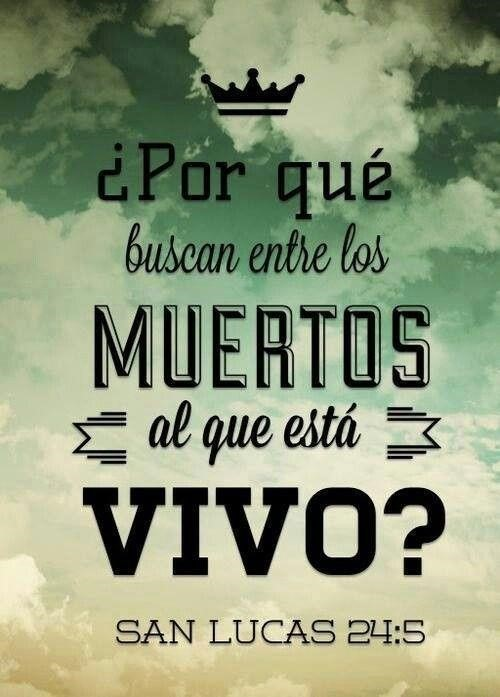 ¿Por qué
buscan entre los
MUERTOS
al que está
VIVO?
SAN LUCAS 24:5